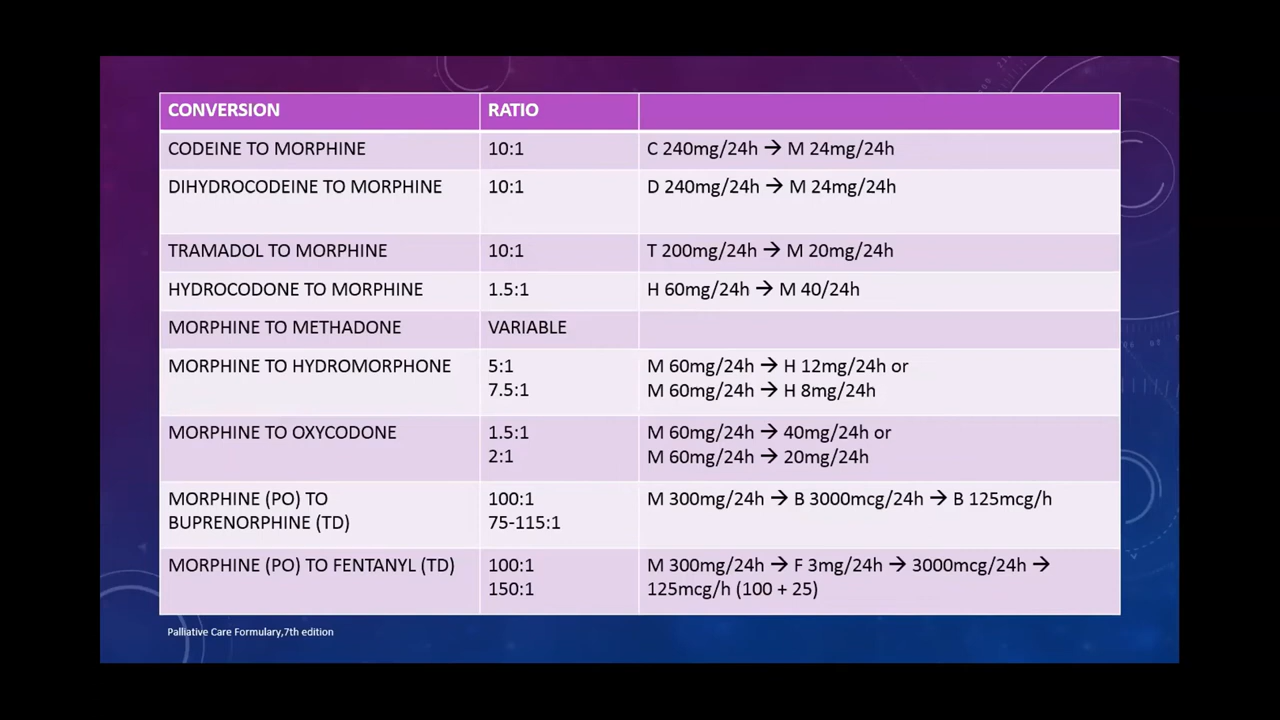 CONVERSION RATIO
CODEINE TO MORPHINE 10:1 C 240mg/24h → M 24mg/24h
DIHYDROCODEINE TO MORPHINE 10:1 D 240mg/24h → M 24mg/24h
TRAMADOL TO MORPHINE 10:1 T 200mg/24h → M 20mg/24h
HYDROCODONE TO MORPHINE 1.5:1 H 60mg/24h → M 40/24h
MORPHINE TO METHADONE VARIABLE
MORPHINE TO HYDROMORPHONE 5:1 M 60mg/24h → H 12mg/24h or
7.5:1 M 60mg/24h → H 8mg/24h
MORPHINE TO OXYCODONE 1.5:1 M 60mg/24h → 40mg/24h or
2:1 M 60mg/24h → 20mg/24h
MORPHINE (PO) TO 100:1 M 300mg/24h → B 3000mcg/24h → B 125mcg/h
BUPRENORPHINE (TD) 75-115:1
MORPHINE (PO) TO FENTANYL (TD) 100:1 M 300mg/24h → F 3mg/24h → 3000mcg/24h →
150:1 125mcg/h (100 + 25)
Palliative Care Formulary,7th edition